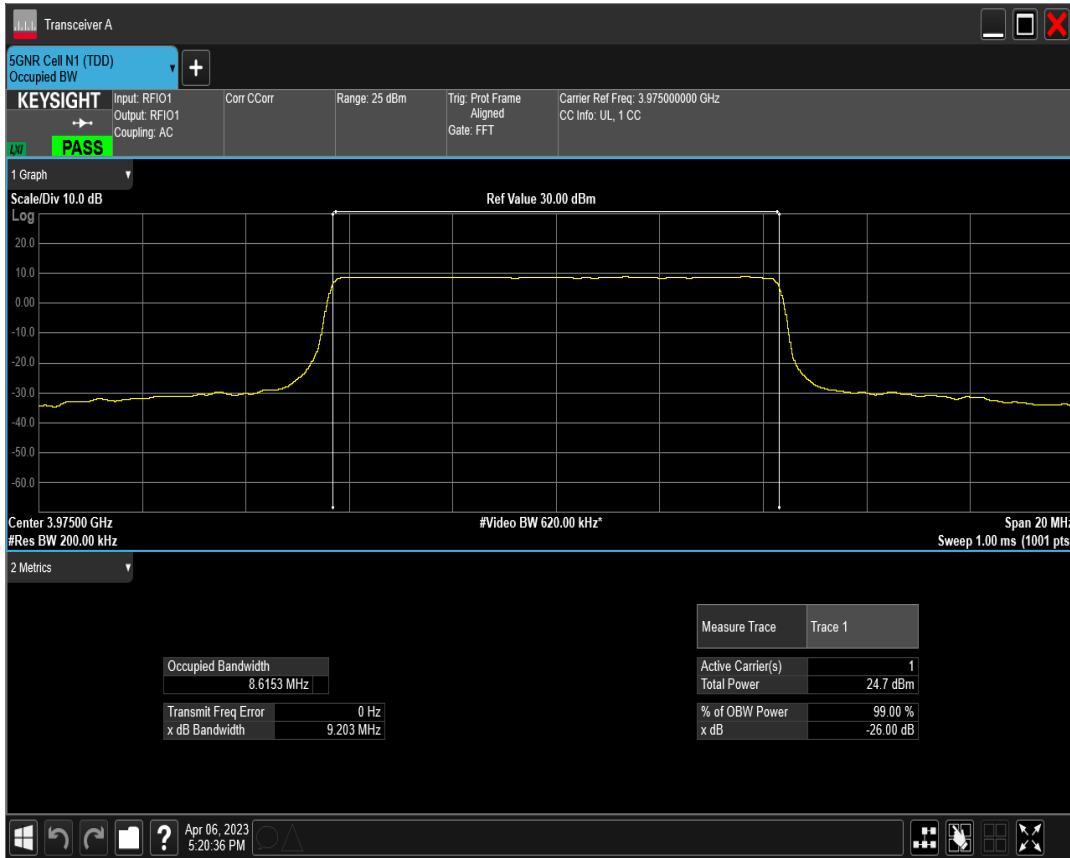 Transceiver A
5GNR Cell N1 (TDD)
Occupied BW
+
KEYSIGHT
LXI
PASS
Input: RFIO1
Output: RFIO1
Coupling: AC
Corr CCorr
Range: 25 dBm
Trig: Prot Frame
Aligned
Gate: FFT
Carrier Ref Freq: 3.975000000 GHz
CC Info: UL, 1 CC
1 Graph
Scale/Div 10.0 dB
Ref Value 30.00 dBm
Log
20.0
10.0
0.00
-10.0
-20.0
-30.0
-40.0
-50.0
-60.0
Center 3.97500 GHz
#Video BW 620.00 kHz*
Span 20 MHz
#Res BW 200.00 kHz
Sweep 1.00 ms (1001 pts
2 Metrics
Measure Trace Trace 1
Occupied Bandwidth
8.6153 MHz
Active Carrier(s) 1
Total Power 24.7 dBm
Transmit Freq Error 0 Hz
x dB Bandwidth 9.203 MHz
% of OBW Power 99.00 %
x dB -26.00 dB
?
Apr 06, 2023
5:20:36 PM